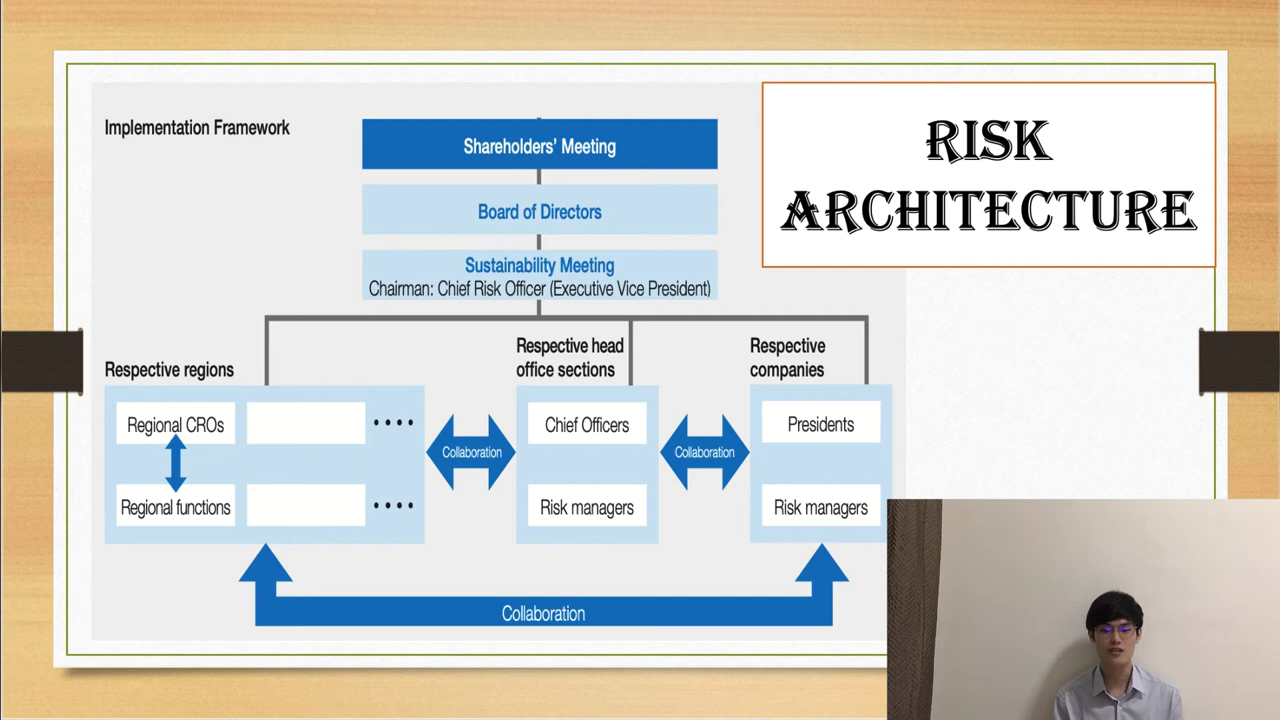 Implementation Framework
RISK
ARCHITECTURE
Shareholders' Meeting
Board of Directors
Sustainability Meeting
Chairman: Chief Risk Officer (Executive Vice President)
Respective regions
Respective head
office sections
Respective
companies
Regional CROs
••••
Regional functions
••••
Collaboration
Chief Officers
Risk managers
Collaboration
Presidents
Risk managers
Collaboration